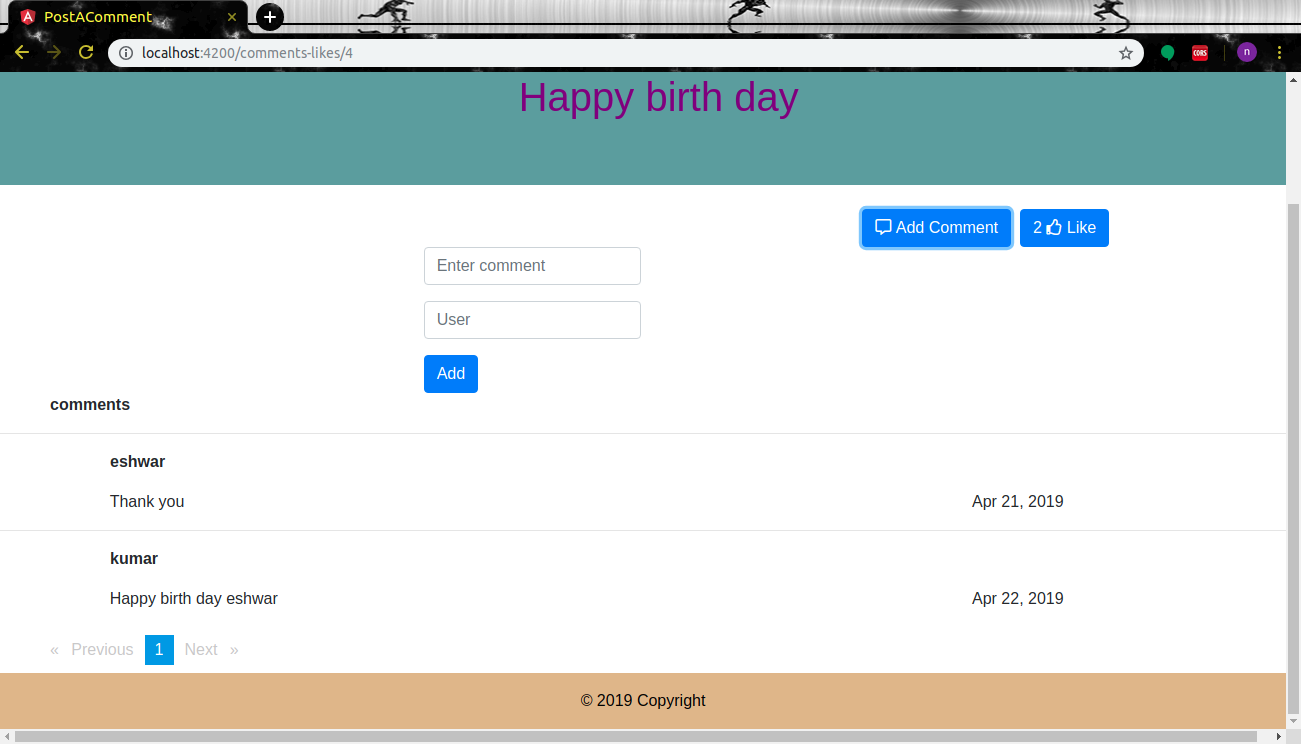 PostAComment
localhost:4200/comments-likes/4
CORS
n
Happy birth day
Add Comment
2 Like
Enter comment
User
Add
comments
eshwar
Thank you Apr 21, 2019
kumar
Happy birth day eshwar Apr 22, 2019
« Previous 1 Next »
© 2019 Copyright